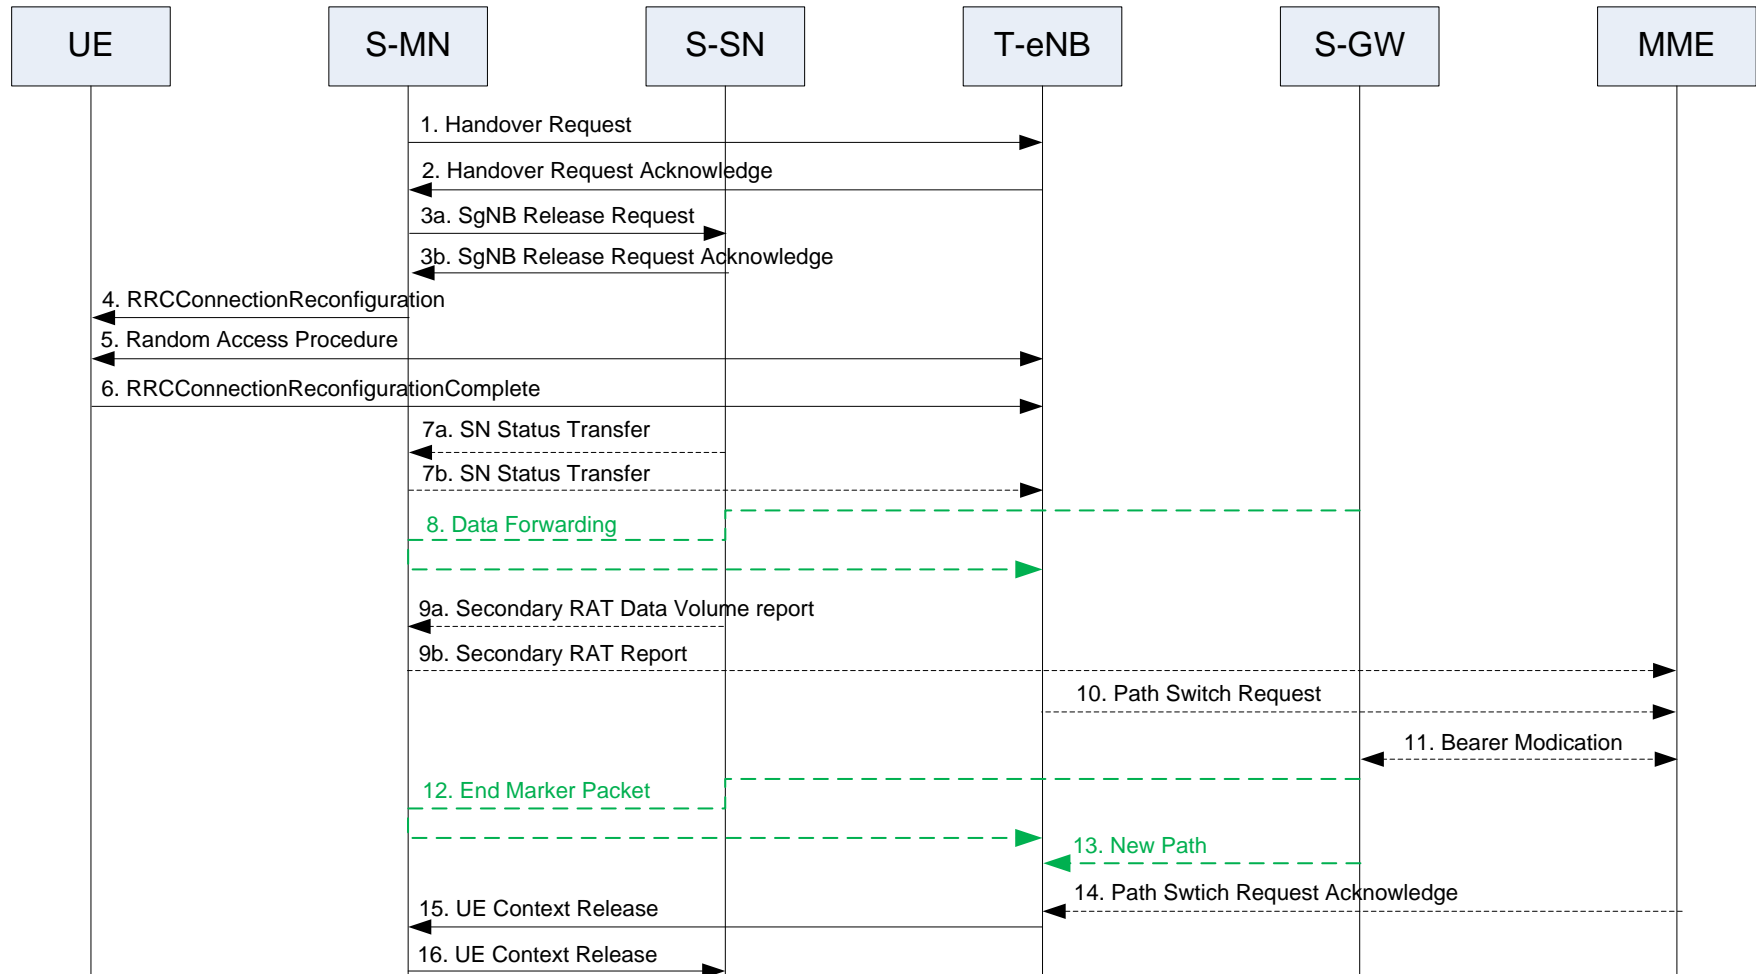 UE
S-MN
S-SN
T-eNB
S-GW
MME
1. Handover Request
2. Handover Request Acknowledge
3a. SgNB Release Request
3b. SgNB Release Request Acknowledge
4. RRCConnectionReconfiguration
5. Random Access Procedure
6. RRCConnectionReconfigurationComplete
7a. SN Status Transfer
7b. SN Status Transfer
8. Data Forwarding
9a. Secondary RAT Data Volume report
9b. Secondary RAT Report
10. Path Switch Request
11. Bearer Modication
12. End Marker Packet
13. New Path
14. Path Swtich Request Acknowledge
15. UE Context Release
16. UE Context Release